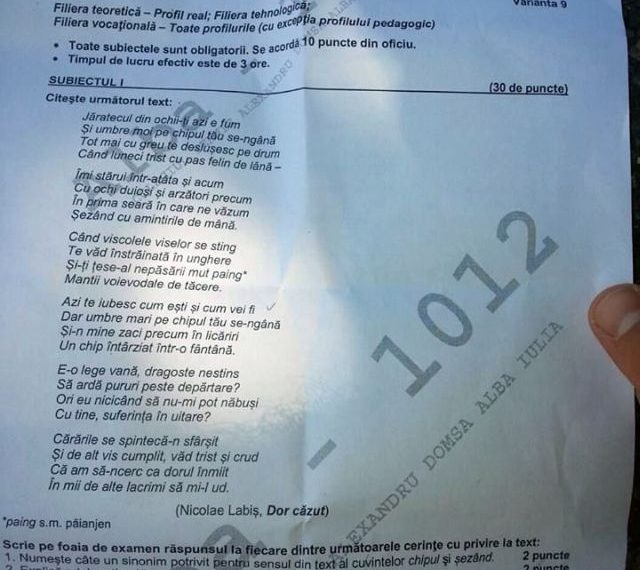 Varianta 9
Filiera teoretică – Profil real; Filiera tehnologică;
Filiera vocațională – Toate profilurile (cu excepția profilului pedagogic)
• Toate subiectele sunt obligatorii. Se acordă 10 puncte din oficiu.
• Timpul de lucru efectiv este de 3 ore.
SUBIECTUL I (30 de puncte)
Citește următorul text:
Jăratecul din ochii-ți azi e fum
Și umbre moi pe chipul tău se-ngână
Tot mai cu greu te deslușesc pe drum
Când luneci trist cu pas felin de lână –
Îmi stărui într-atâta și acum
Cu ochi duioși și arzători precum
În prima seară în care ne văzum
Șezând cu amintirile de mână.
Când viscolele viselor se sting
Te văd înstrăinată în unghere
Și-ți țese-al nepăsării mut paing*
Mantii voievodale de tăcere.
Azi te iubesc cum ești și cum vei fi
Dar umbre mari pe chipul tău se-ngână
Și-n mine zaci precum în licăriri
Un chip întârziat într-o fântână.
E-o lege vană, dragoste nestins
Să ardă pururi peste depărtare?
Ori eu nicicând să nu-mi pot năbuși
Cu tine, suferința în uitare?
Cărările se spintecă-n sfârșit
Și de alt vis cumplit, văd trist și crud
Că am să-ncerc ca dorul înmiit
În mii de alte lacrimi să mi-l ud.
(Nicolae Labiș, Dor căzut)
*paing s.m. păianjen
Scrie pe foaia de examen răspunsul la fiecare dintre următoarele cerințe cu privire la text:
1. Numește câte un sinonim potrivit pentru sensul din text al cuvintelor chipul și șezând. 2 puncte
2 puncte
1012
ALEXANDRU DOMSA ALBA IULIA